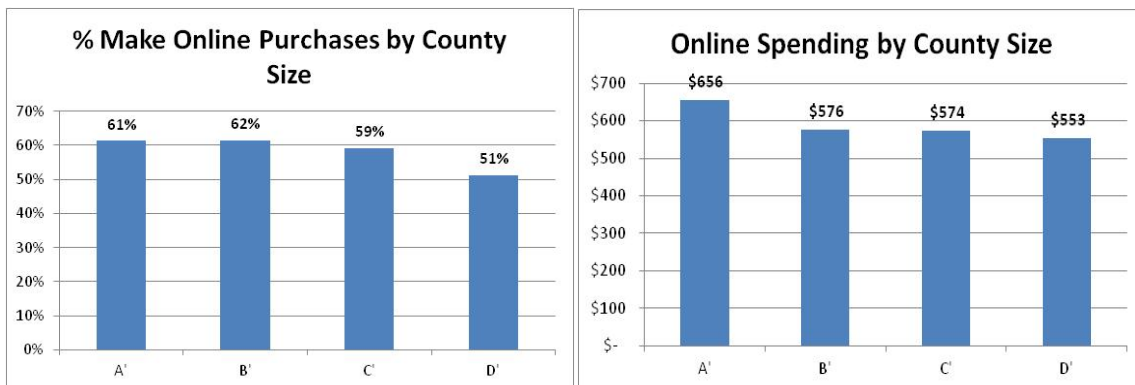 % Make Online Purchases by County
Size
70%
60%
50%
40%
30%
20%
10%
0%
61%
62%
59%
51%
A'
B'
C'
D'
Online Spending by County Size
$700
$600
$500
$400
$300
$200
$100
$-
$656
$576
$574
$553
A'
B'
C'
D'